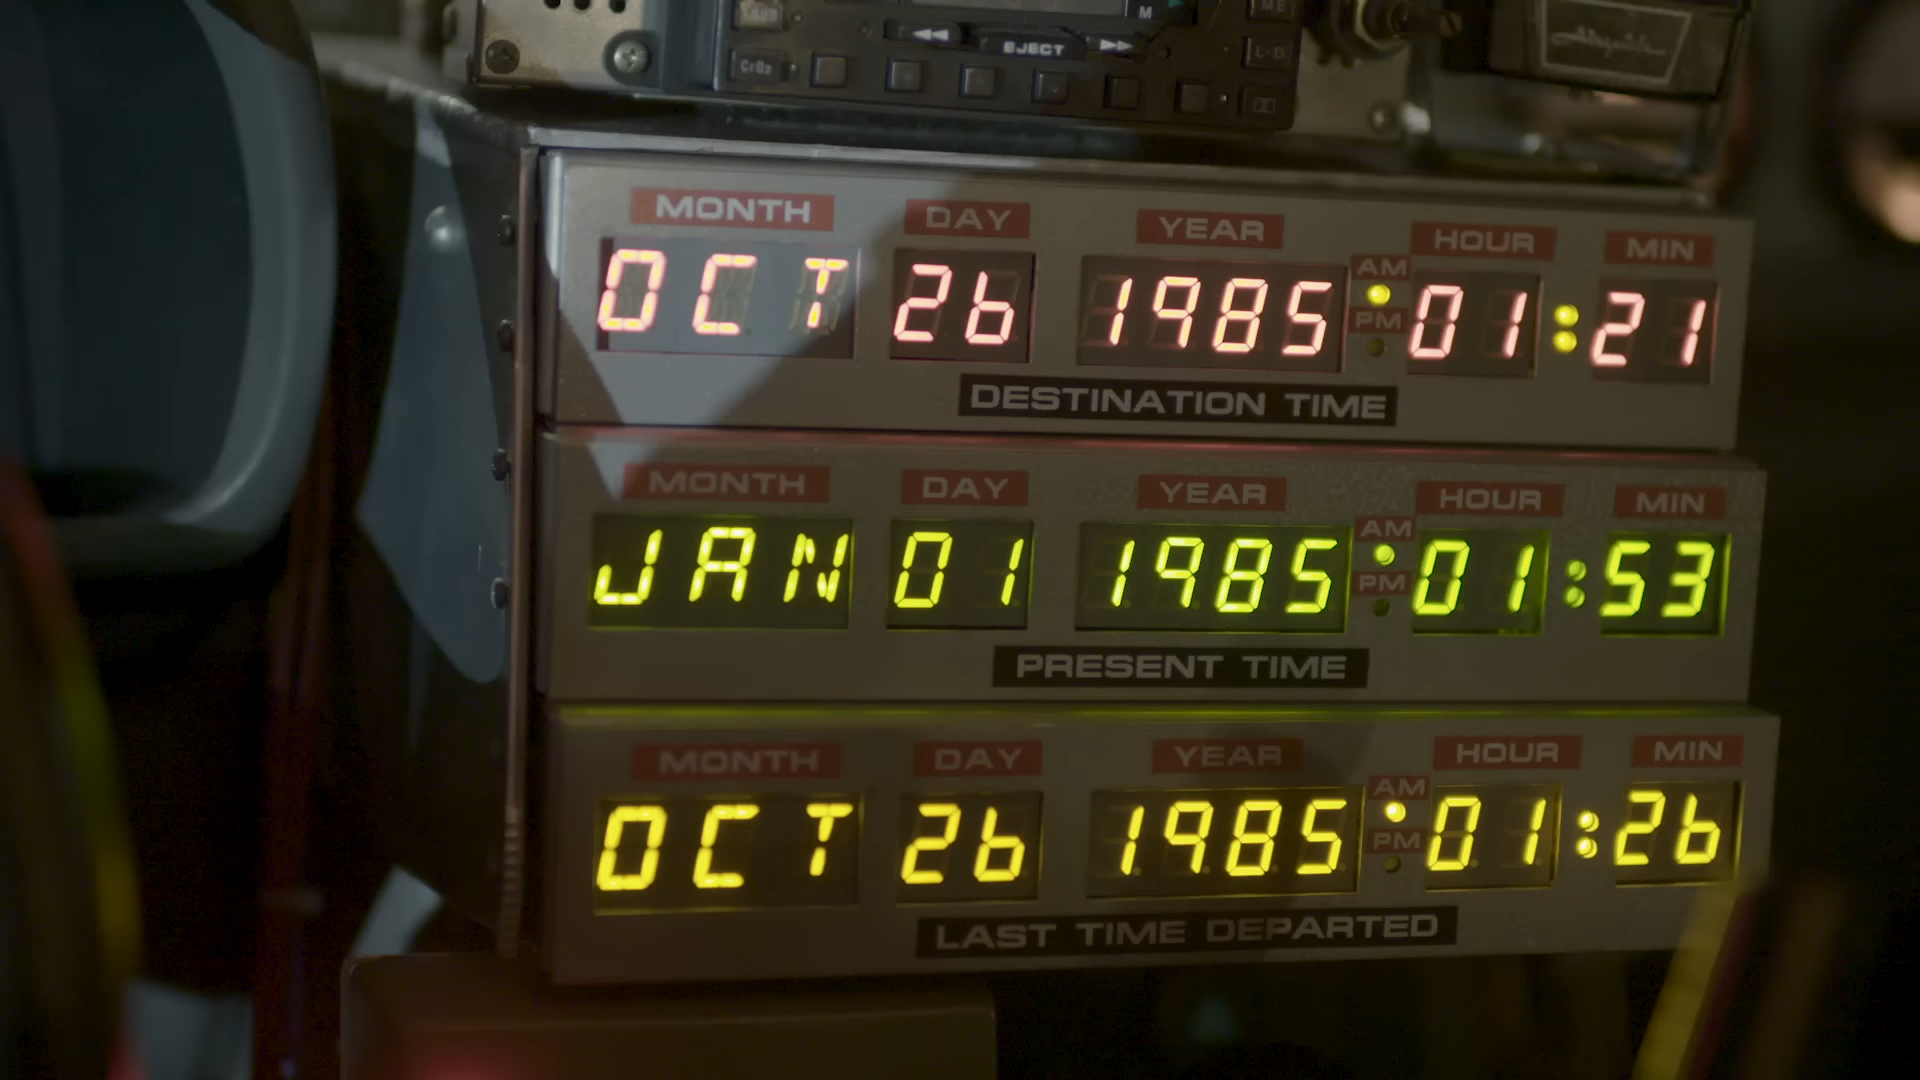 M
ME
EJECT
CrO2
L-D
MONTH DAY YEAR HOUR MIN
OCT 26 1985 AM PM 01:21
DESTINATION TIME
MONTH DAY YEAR HOUR MIN
JAN 01 1985 AM PM 01:53
PRESENT TIME
MONTH DAY YEAR HOUR MIN
OCT 26 1985 AM PM 01:26
LAST TIME DEPARTED